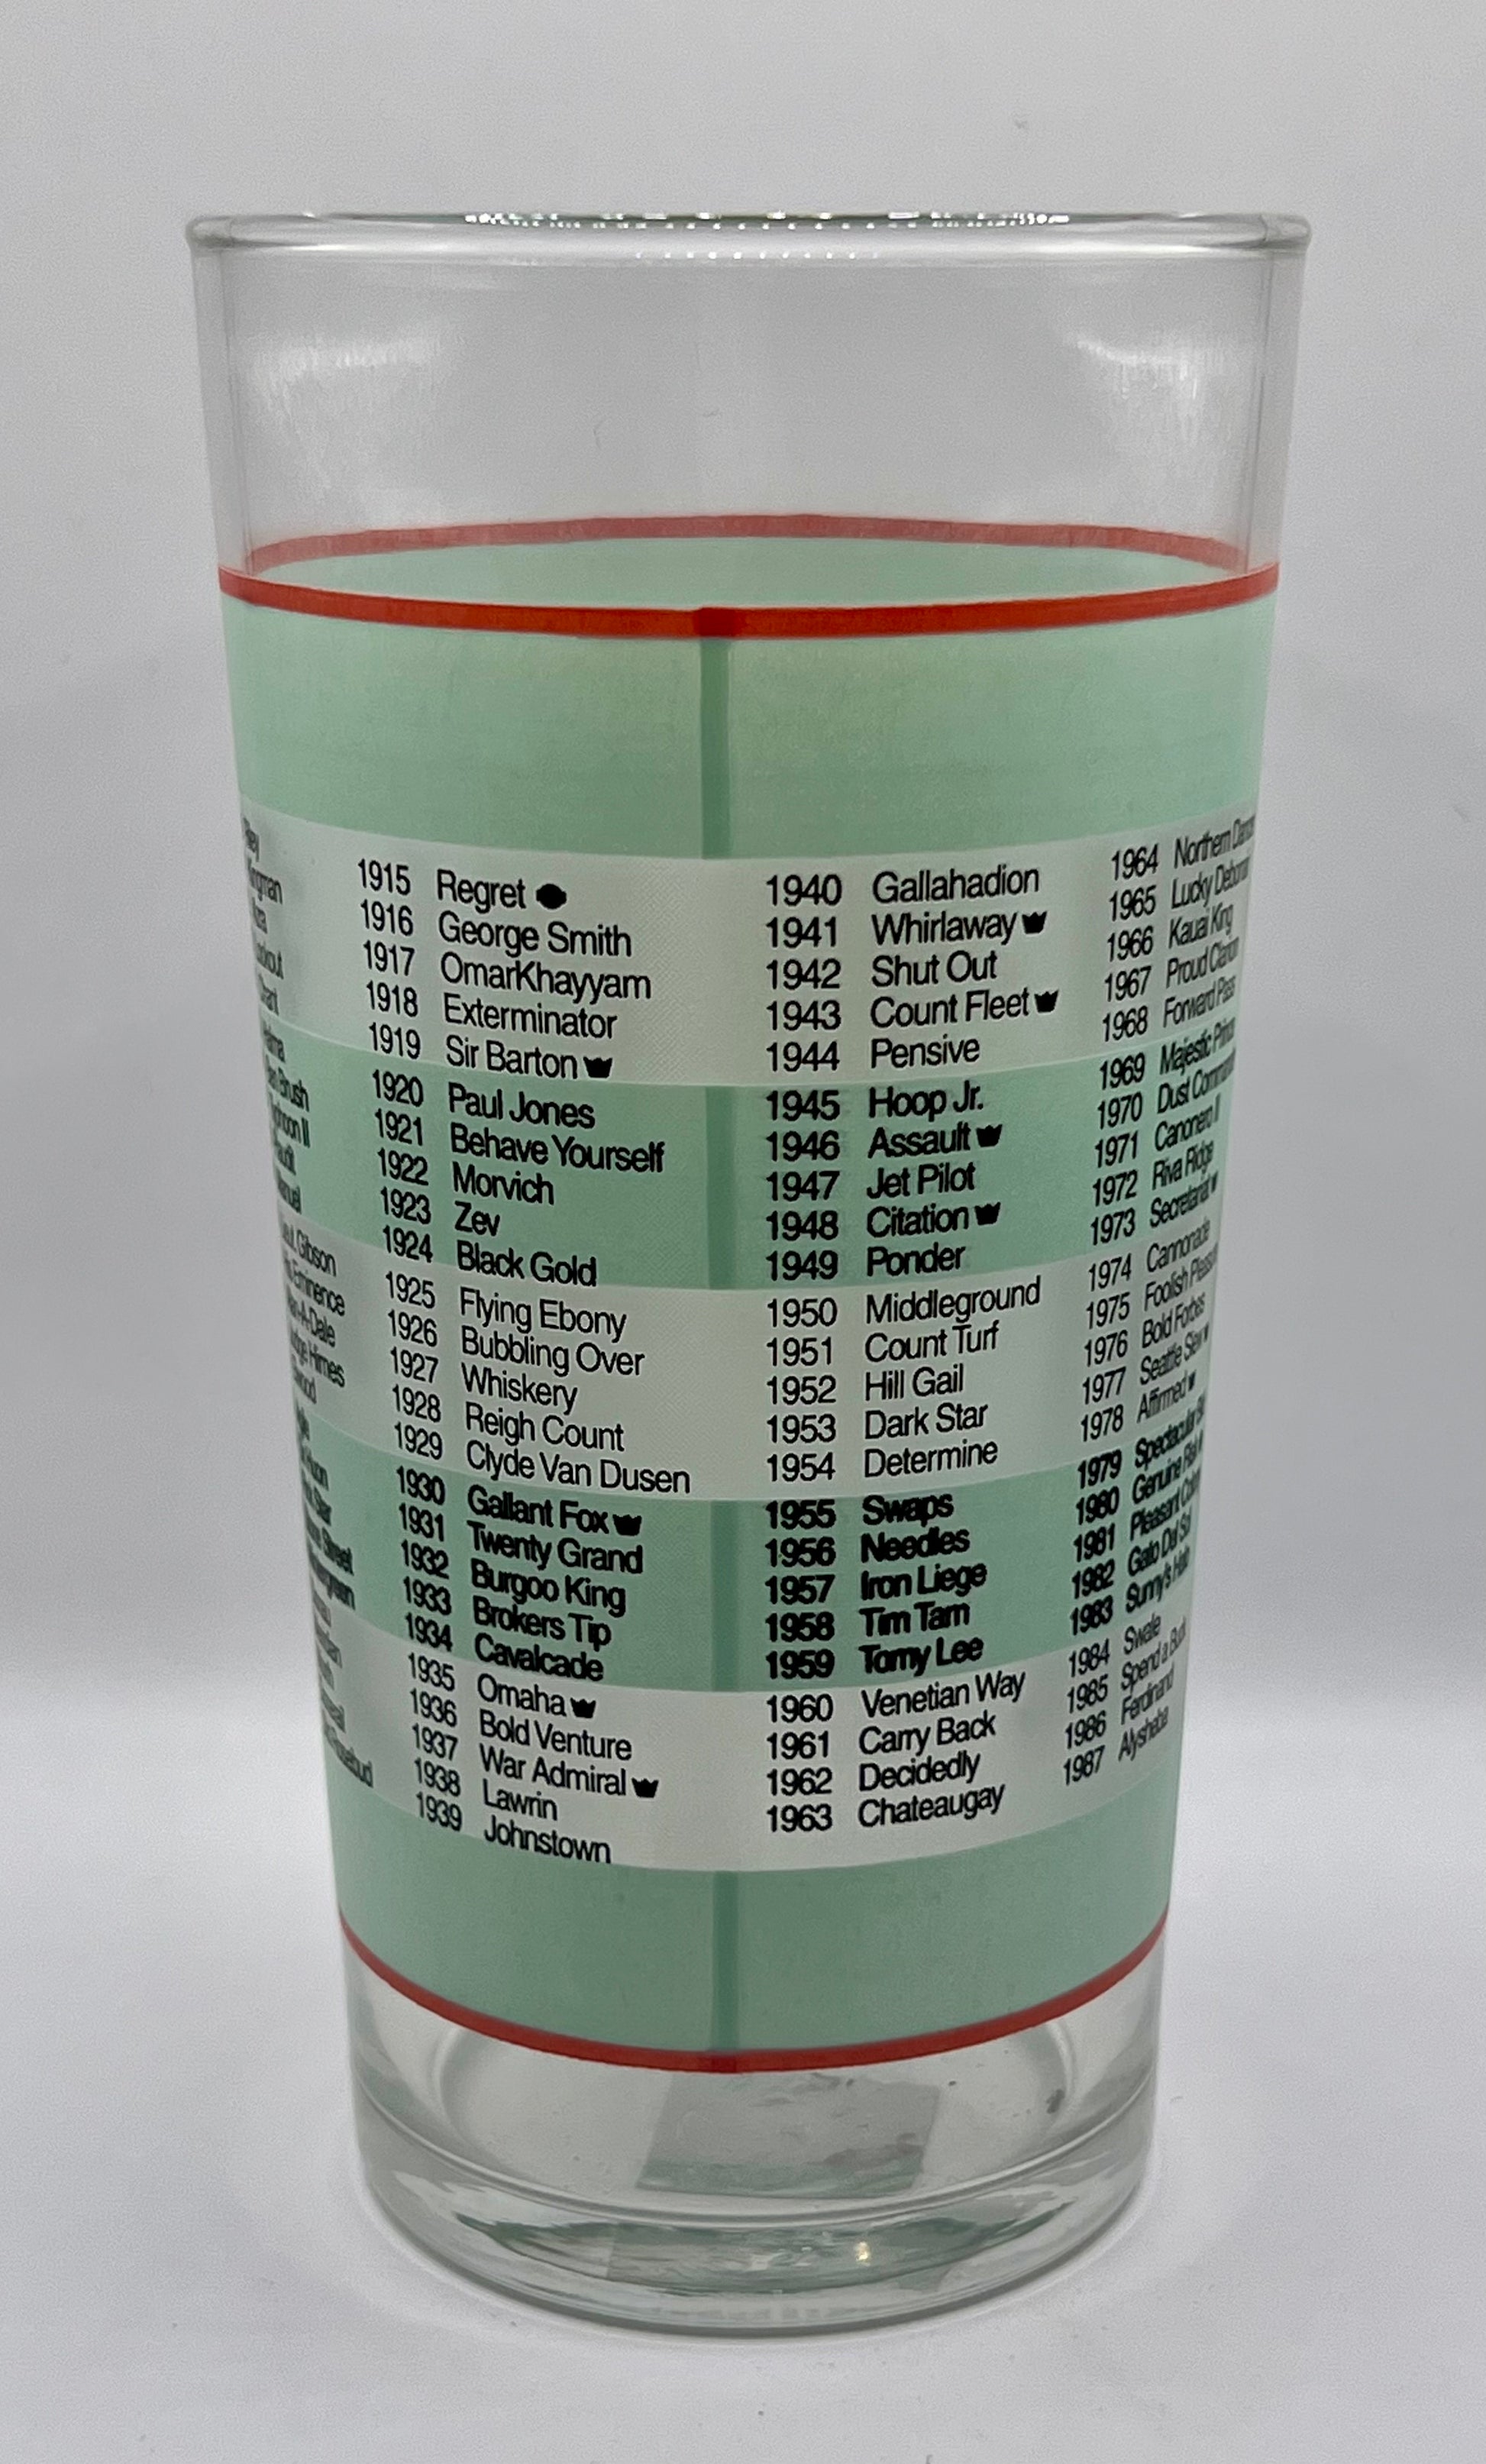 Brush
Gibson
Eminence
Himes
Street
1915 Regret
1916 George Smith
1917 OmarKhayyam
1918 Exterminator
1919 Sir Barton
1920 Paul Jones
1921 Behave Yourself
1922 Morvich
1923 Zev
1924 Black Gold
1925 Flying Ebony
1926 Bubbling Over
1927 Whiskery
1928 Reigh Count
1929 Clyde Van Dusen
1930 Gallant Fox
1931 Twenty Grand
1932 Burgoo King
1933 Brokers Tip
1934 Cavalcade
1935 Omaha
1936 Bold Venture
1937 War Admiral
1938 Lawrin
1939 Johnstown
1940 Gallahadion
1941 Whirlaway
1942 Shut Out
1943 Count Fleet
1944 Pensive
1945 Hoop Jr.
1946 Assault
1947 Jet Pilot
1948 Citation
1949 Ponder
1950 Middleground
1951 Count Turf
1952 Hill Gail
1953 Dark Star
1954 Determine
1955 Swaps
1956 Needles
1957 Iron Liege
1958 Tim Tam
1959 Tomy Lee
1960 Venetian Way
1961 Carry Back
1962 Decidedly
1963 Chateaugay
1964 Northern
1965 Lucky
1966 Kauai King
1967 Proud Clarion
1968 Forward Pass
1969 Majestic
1970 Dust
1971 Canonero II
1972 Riva Ridge
1973 Secretariat
1974 Cannonade
1975 Foolish
1976 Bold Forbes
1977 Seattle Slew
1978 Affirmed
1979 Spectacular
1980 Genuine Risk
1981 Pleasant
1982 Gato Del Sol
1983 Sunny's Halo
1984 Swale
1985 Spend a Buck
1986 Ferdinand
1987 Alysheba